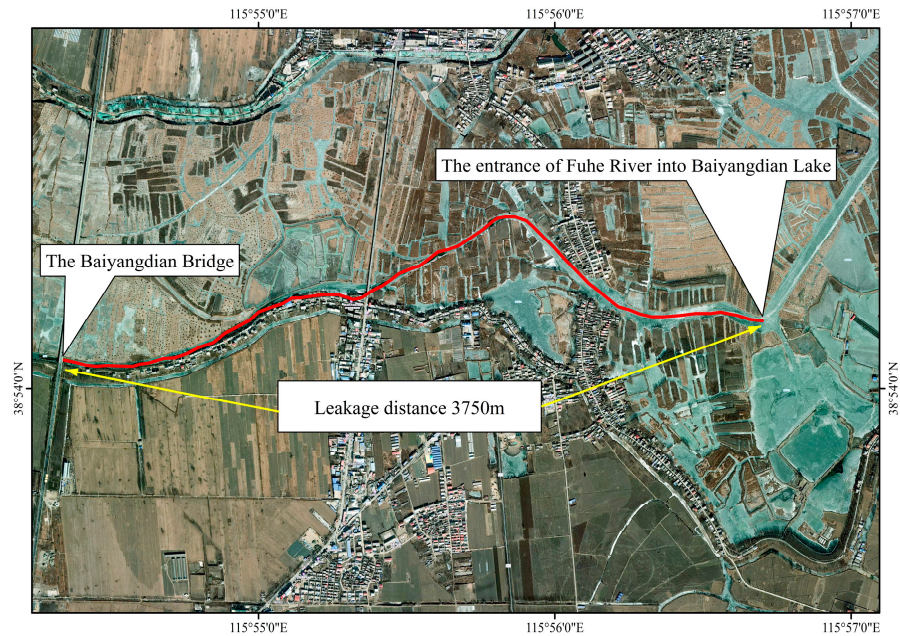 115°55'0"E
115°56'0"E
115°57'0"E
The entrance of Fuhe River into Baiyangdian Lake
The Baiyangdian Bridge
38°54'0"N
38°54'0"N
Leakage distance 3750m
115°55'0"E
115°56'0"E
115°57'0"E